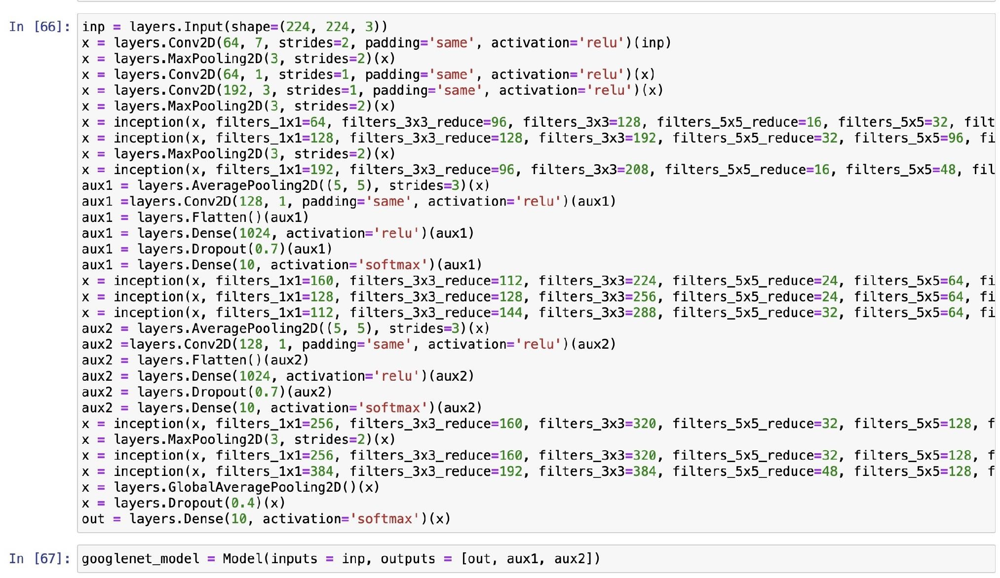 In [66]:
inp = layers.Input(shape=(224, 224, 3))
x = layers.Conv2D(64, 7, strides=2, padding='same', activation='relu')(inp)
x = layers.MaxPooling2D(3, strides=2)(x)
x = layers.Conv2D(64, 1, strides=1, padding='same', activation='relu')(x)
x = layers.Conv2D(192, 3, strides=1, padding='same', activation='relu')(x)
x = layers.MaxPooling2D(3, strides=2)(x)
x = inception(x, filters_1x1=64, filters_3x3_reduce=96, filters_3x3=128, filters_5x5_reduce=16, filters_5x5=32, filt
x = inception(x, filters_1x1=128, filters_3x3_reduce=128, filters_3x3=192, filters_5x5_reduce=32, filters_5x5=96, fi
x = layers.MaxPooling2D(3, strides=2)(x)
x = inception(x, filters_1x1=192, filters_3x3_reduce=96, filters_3x3=208, filters_5x5_reduce=16, filters_5x5=48, fil
aux1 = layers.AveragePooling2D((5, 5), strides=3)(x)
aux1 =layers.Conv2D(128, 1, padding='same', activation='relu')(aux1)
aux1 = layers.Flatten()(aux1)
aux1 = layers.Dense(1024, activation='relu')(aux1)
aux1 = layers.Dropout(0.7)(aux1)
aux1 = layers.Dense(10, activation='softmax')(aux1)
x = inception(x, filters_1x1=160, filters_3x3_reduce=112, filters_3x3=224, filters_5x5_reduce=24, filters_5x5=64, fi
x = inception(x, filters_1x1=128, filters_3x3_reduce=128, filters_3x3=256, filters_5x5_reduce=24, filters_5x5=64, fi
x = inception(x, filters_1x1=112, filters_3x3_reduce=144, filters_3x3=288, filters_5x5_reduce=32, filters_5x5=64, fi
aux2 = layers.AveragePooling2D((5, 5), strides=3)(x)
aux2 =layers.Conv2D(128, 1, padding='same', activation='relu')(aux2)
aux2 = layers.Flatten()(aux2)
aux2 = layers.Dense(1024, activation='relu')(aux2)
aux2 = layers.Dropout(0.7)(aux2)
aux2 = layers.Dense(10, activation='softmax')(aux2)
x = inception(x, filters_1x1=256, filters_3x3_reduce=160, filters_3x3=320, filters_5x5_reduce=32, filters_5x5=128, f
x = layers.MaxPooling2D(3, strides=2)(x)
x = inception(x, filters_1x1=256, filters_3x3_reduce=160, filters_3x3=320, filters_5x5_reduce=32, filters_5x5=128, f
x = inception(x, filters_1x1=384, filters_3x3_reduce=192, filters_3x3=384, filters_5x5_reduce=48, filters_5x5=128, f
x = layers.GlobalAveragePooling2D()(x)
x = layers.Dropout(0.4)(x)
out = layers.Dense(10, activation='softmax')(x)
In [67]:
googlenet_model = Model(inputs = inp, outputs = [out, aux1, aux2])